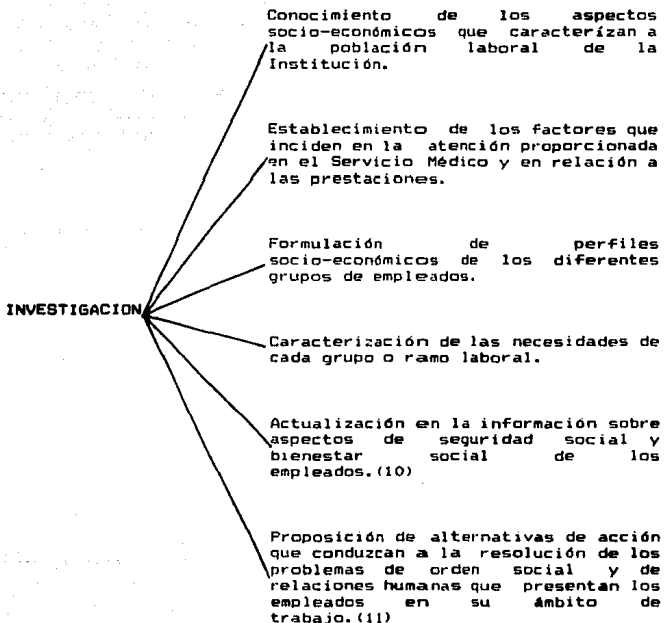 Conocimiento de los aspectos
socio-económicos que caracterízan a
la población laboral de la
Institución.
Establecimiento de los factores que
inciden en la atención proporcionada
en el Servicio Médico y en relación a
las prestaciones.
Formulación de perfiles
socio-económicos de los diferentes
grupos de empleados.
INVESTIGACION
Caracterización de las necesidades de
cada grupo o ramo laboral.
Actualización en la información sobre
aspectos de seguridad social y
bienestar social de los
empleados.(10)
Proposición de alternativas de acción
que conduzcan a la resolución de los
problemas de orden social y de
relaciones humanas que presentan los
empleados en su ámbito de
trabajo.(11)